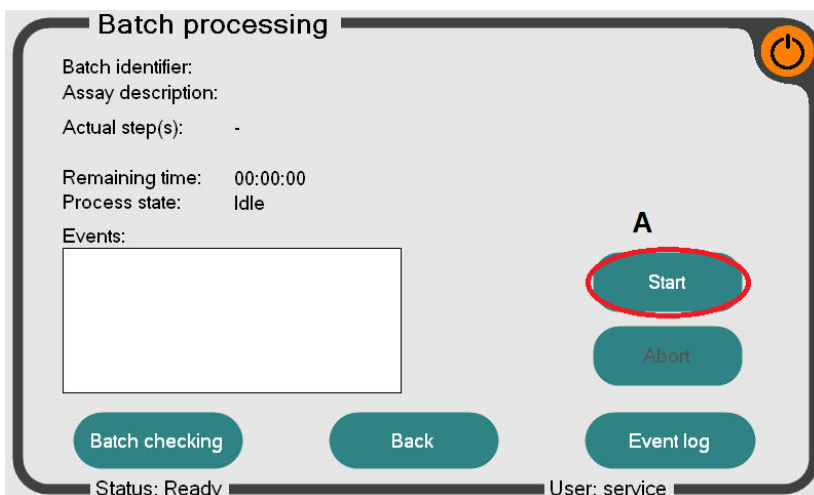 Batch processing
Batch identifier:
Assay description:
Actual step(s): -
Remaining time: 00:00:00
Process state: Idle
Events:
A
Start
Abort
Batch checking
Back
Event log
Status: Ready
User: service